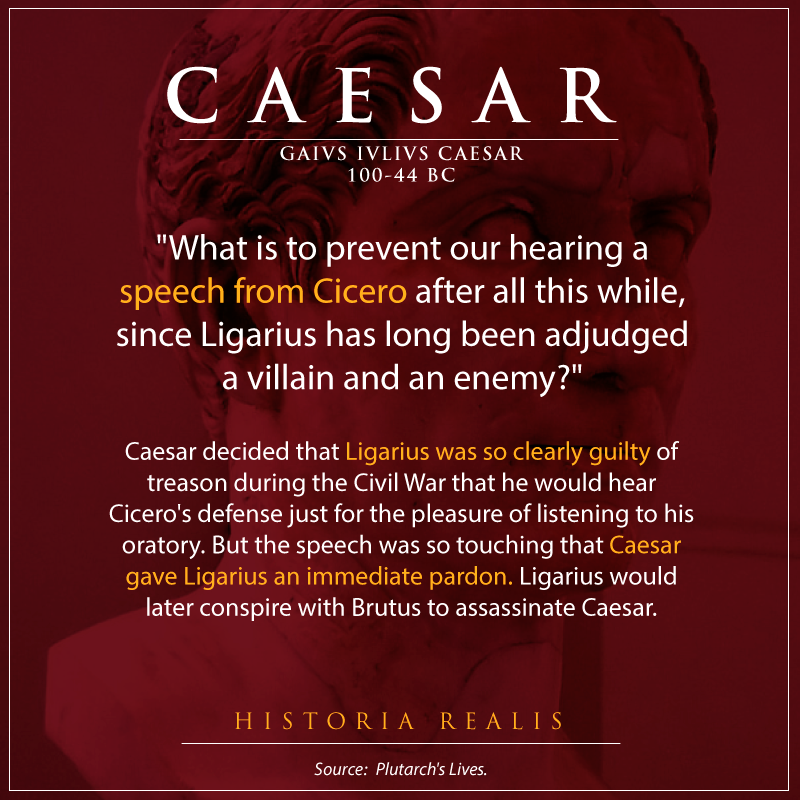 CAESAR
GAIVS IVLIVS CAESAR
100-44 BC
"What is to prevent our hearing a
speech from Cicero after all this while,
since Ligarius has long been adjudged
a villain and an enemy?"
Caesar decided that Ligarius was so clearly guilty of
treason during the Civil War that he would hear
Cicero's defense just for the pleasure of listening to his
oratory. But the speech was so touching that Caesar
gave Ligarius an immediate pardon. Ligarius would
later conspire with Brutus to assassinate Caesar.
HISTORIA REALIS
Source: Plutarch's Lives.